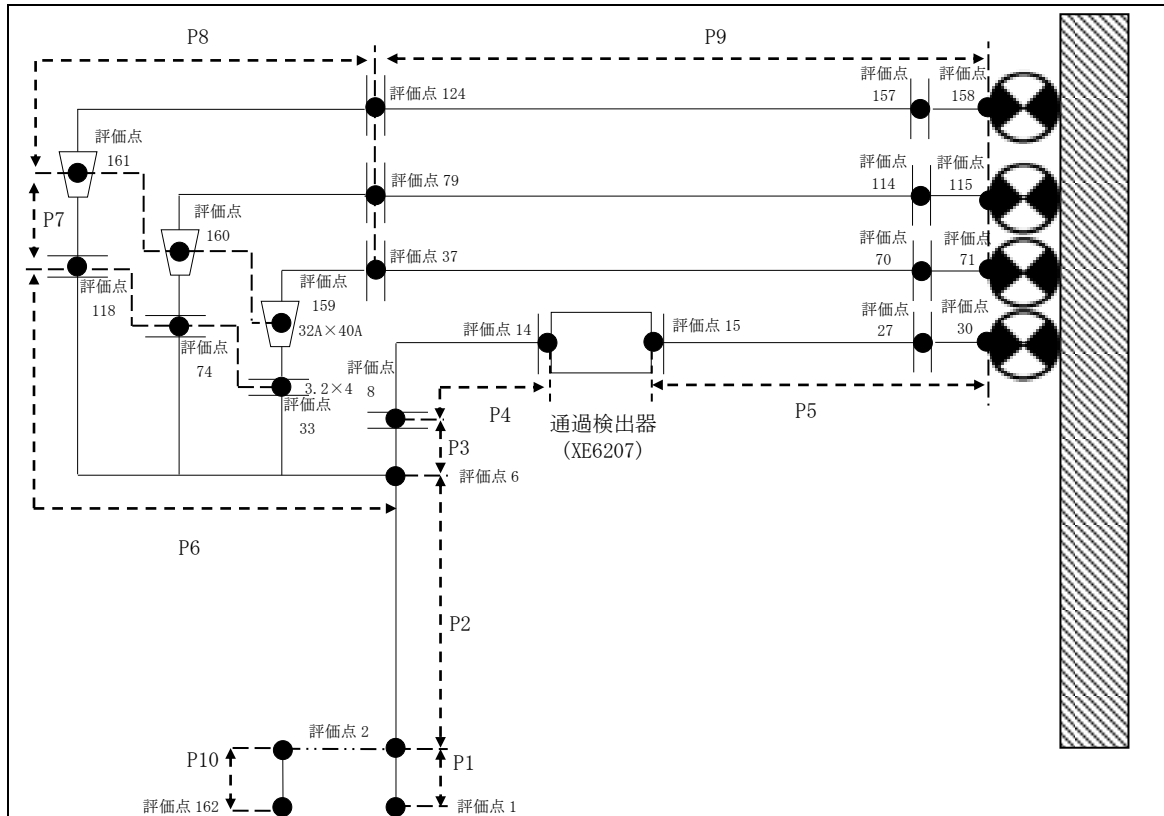 P8
P9
評価点 124
評価点
157
評価点
158
評価点
161
P7
評価点
160
評価点 79
評価点
114
評価点
115
評価点 37
評価点
70
評価点
71
評価点
118
評価点
159
32A×40A
評価点 14
評価点 15
評価点
27
評価点
30
評価点
74
3.2×4
評価点
33
評価点
8
P4
P5
通過検出器
(XE6207)
P3
評価点 6
P6
P2
評価点 2
P10
P1
評価点 162
評価点 1